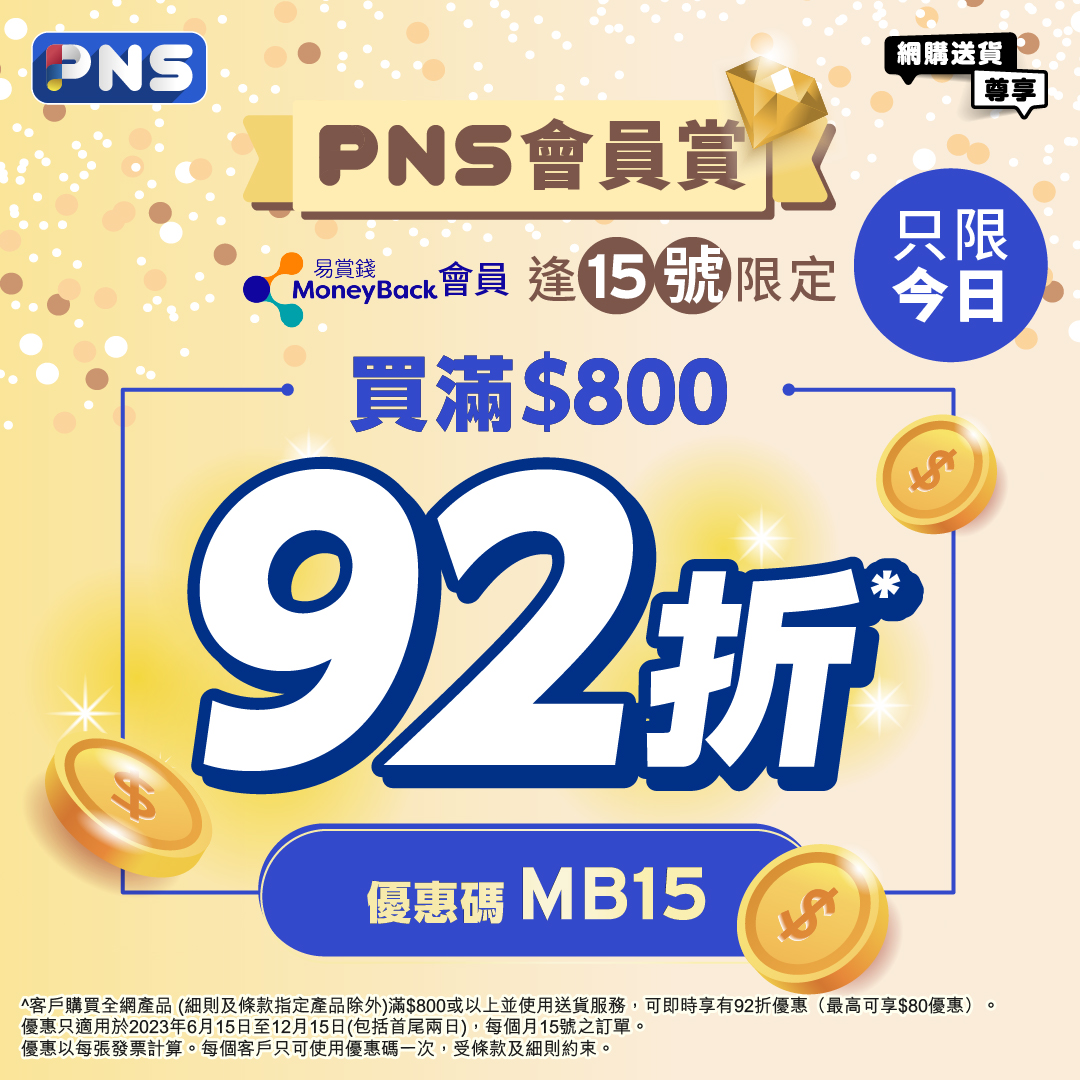 PNS
網購送貨
尊享
PNS會員賞
易賞錢
MoneyBack會員 逢15號限定
只限
今日
買滿$800
92折*
優惠碼 MB15
^客戶購買全網產品 (細則及條款指定產品除外)滿$800或以上並使用送貨服務，可即時享有92折優惠（最高可享$80優惠）。
優惠只適用於2023年6月15日至12月15日(包括首尾兩日)，每個月15號之訂單。
優惠以每張發票計算。每個客戶只可使用優惠碼一次，受條款及細則約束。